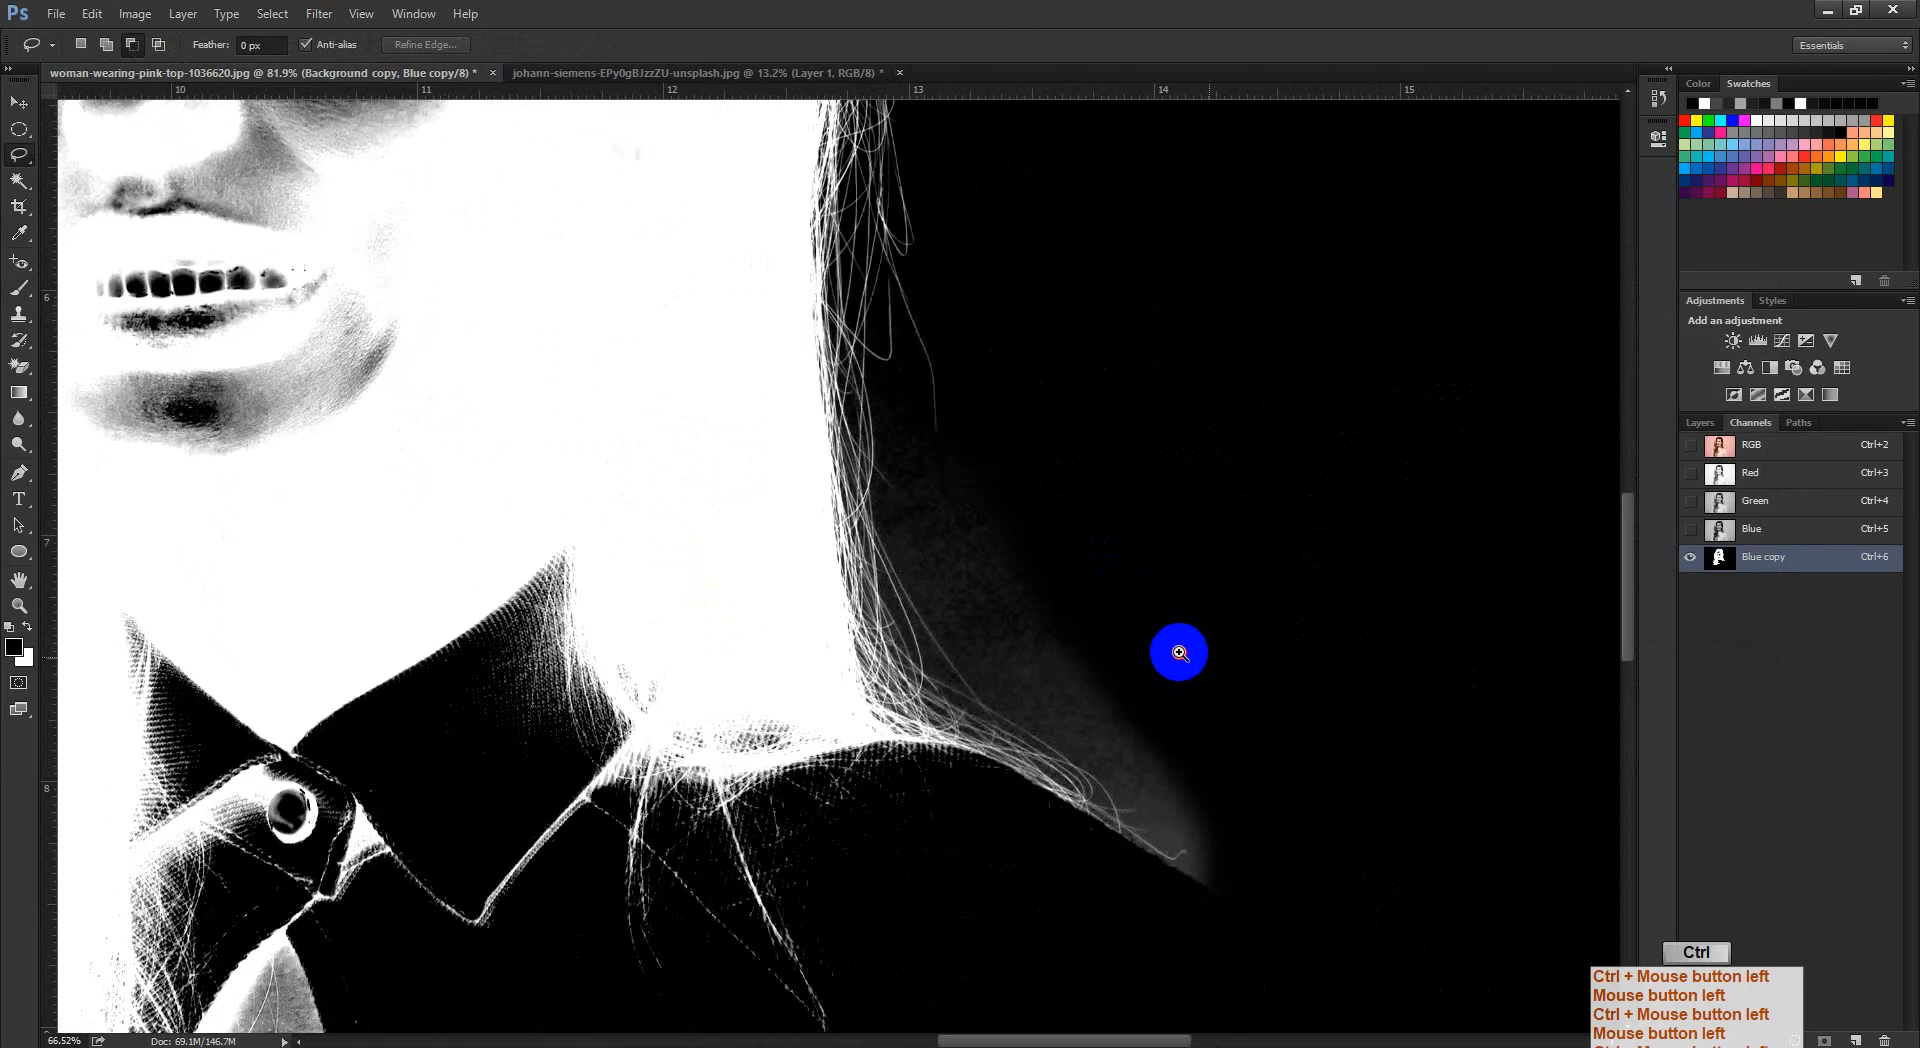 Ps File Edit Image Layer Type Select Filter View Window Help
Feather: 0 px Anti-alias Refine Edge... Essentials
woman-wearing-pink-top-1036620.jpg @ 81.9% (Background copy, Blue copy/8) * johann-siemens-EPy0gBJzzZU-unsplash.jpg @ 13.2% (Layer 1, RGB/8) *
10 11 12 13 14 15
Color Swatches
6
7
8
Adjustments Styles
Add an adjustment
Layers Channels Paths
RGB Ctrl+2
Red Ctrl+3
Green Ctrl+4
Blue Ctrl+5
Blue copy Ctrl+6
Ctrl
Ctrl + Mouse button left
Mouse button left
Ctrl + Mouse button left
Mouse button left
66.52% Doc: 69.1M/146.7M